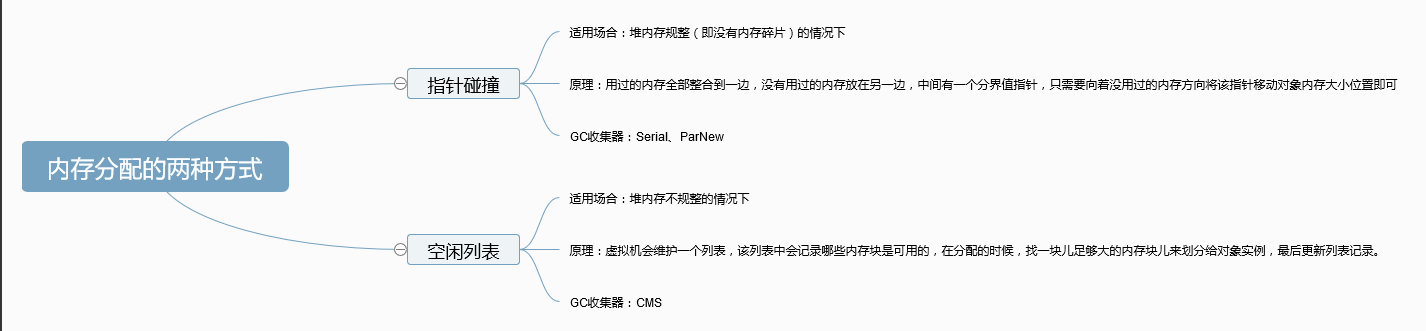 内存分配的两种方式
指针碰撞
适用场合：堆内存规整（即没有内存碎片）的情况下
原理：用过的内存全部整合到一边，没有用过的内存放在另一边，中间有一个分界值指针，只需要向着没用过的内存方向将该指针移动对象内存大小位置即可
GC收集器：Serial、ParNew
空闲列表
适用场合：堆内存不规整的情况下
原理：虚拟机会维护一个列表，该列表中会记录哪些内存块是可用的，在分配的时候，找一块儿足够大的内存块儿来划分给对象实例，最后更新列表记录。
GC收集器：CMS